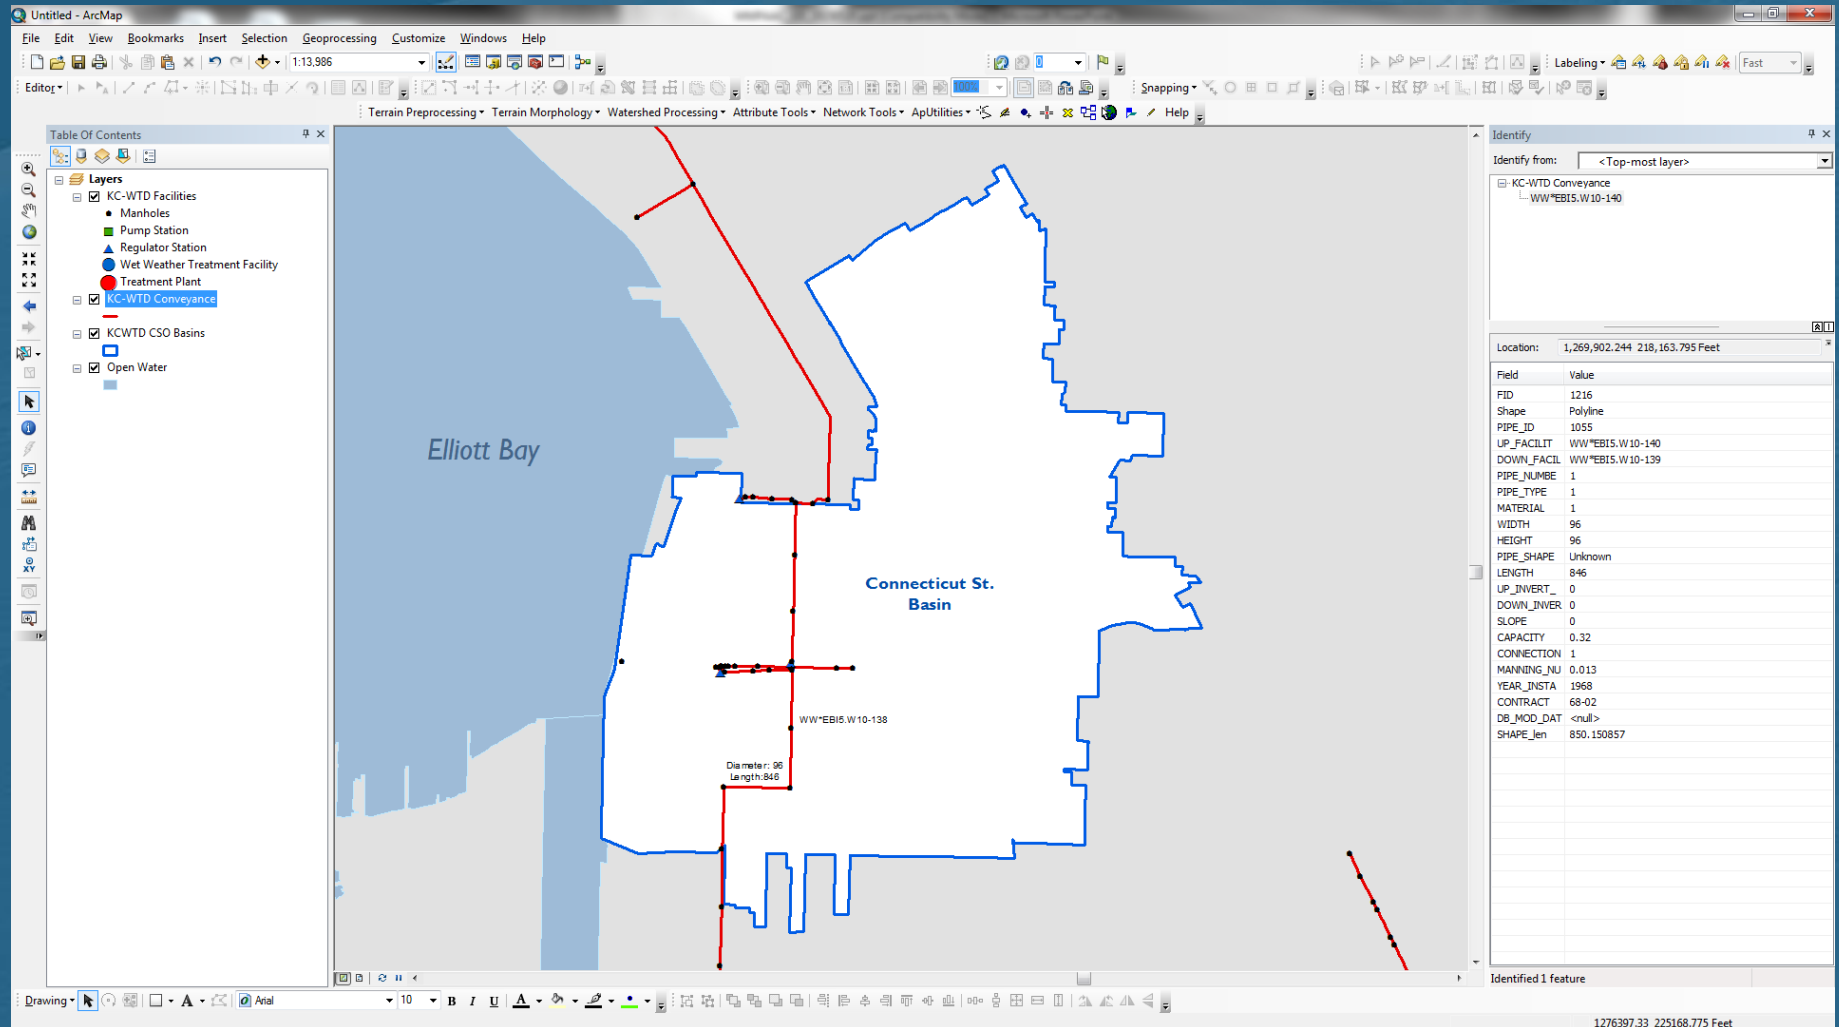 Untitled - ArcMap
File Edit View Bookmarks Insert Selection Geoprocessing Customize Windows Help
1:13,986
0
Labeling
Fast
Editor
100%
Snapping
Terrain Preprocessing Terrain Morphology Watershed Processing Attribute Tools Network Tools ApUtilities Help
Table Of Contents
Layers
KC-WTD Facilities
Manholes
Pump Station
Regulator Station
Wet Weather Treatment Facility
Treatment Plant
KC-WTD Conveyance
KCWTD CSO Basins
Open Water
Elliott Bay
Connecticut St.
Basin
WW*EBI5.W10-138
Diameter: 96
Length:846
Identify
Identify from: <Top-most layer>
KC-WTD Conveyance
WW*EBI5.W10-140
Location: 1,269,902.244 218,163.795 Feet
Field Value
FID 1216
Shape Polyline
PIPE_ID 1055
UP_FACILIT WW*EBI5.W10-140
DOWN_FACIL WW*EBI5.W10-139
PIPE_NUMBE 1
PIPE_TYPE 1
MATERIAL 1
WIDTH 96
HEIGHT 96
PIPE_SHAPE Unknown
LENGTH 846
UP_INVERT_ 0
DOWN_INVER 0
SLOPE 0
CAPACITY 0.32
CONNECTION 1
MANNING_NU 0.013
YEAR_INSTA 1968
CONTRACT 68-02
DB_MOD_DAT <null>
SHAPE_len 850.150857
Identified 1 feature
Drawing A Arial 10 B I U A
1276397.33 225168.775 Feet